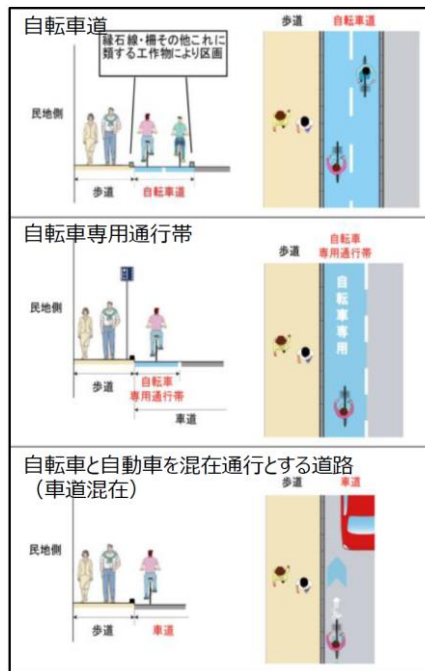 自転車道
縁石線・柵その他これに
類する工作物により区画
民地側
歩道
自転車道
歩道
自転車道
自転車専用通行帯
民地側
歩道
自転車
専用通行帯
車道
歩道
自転車
専用通行帯
自転車専用
自転車と自動車を混在通行とする道路
（車道混在）
民地側
歩道
車道
歩道
車道